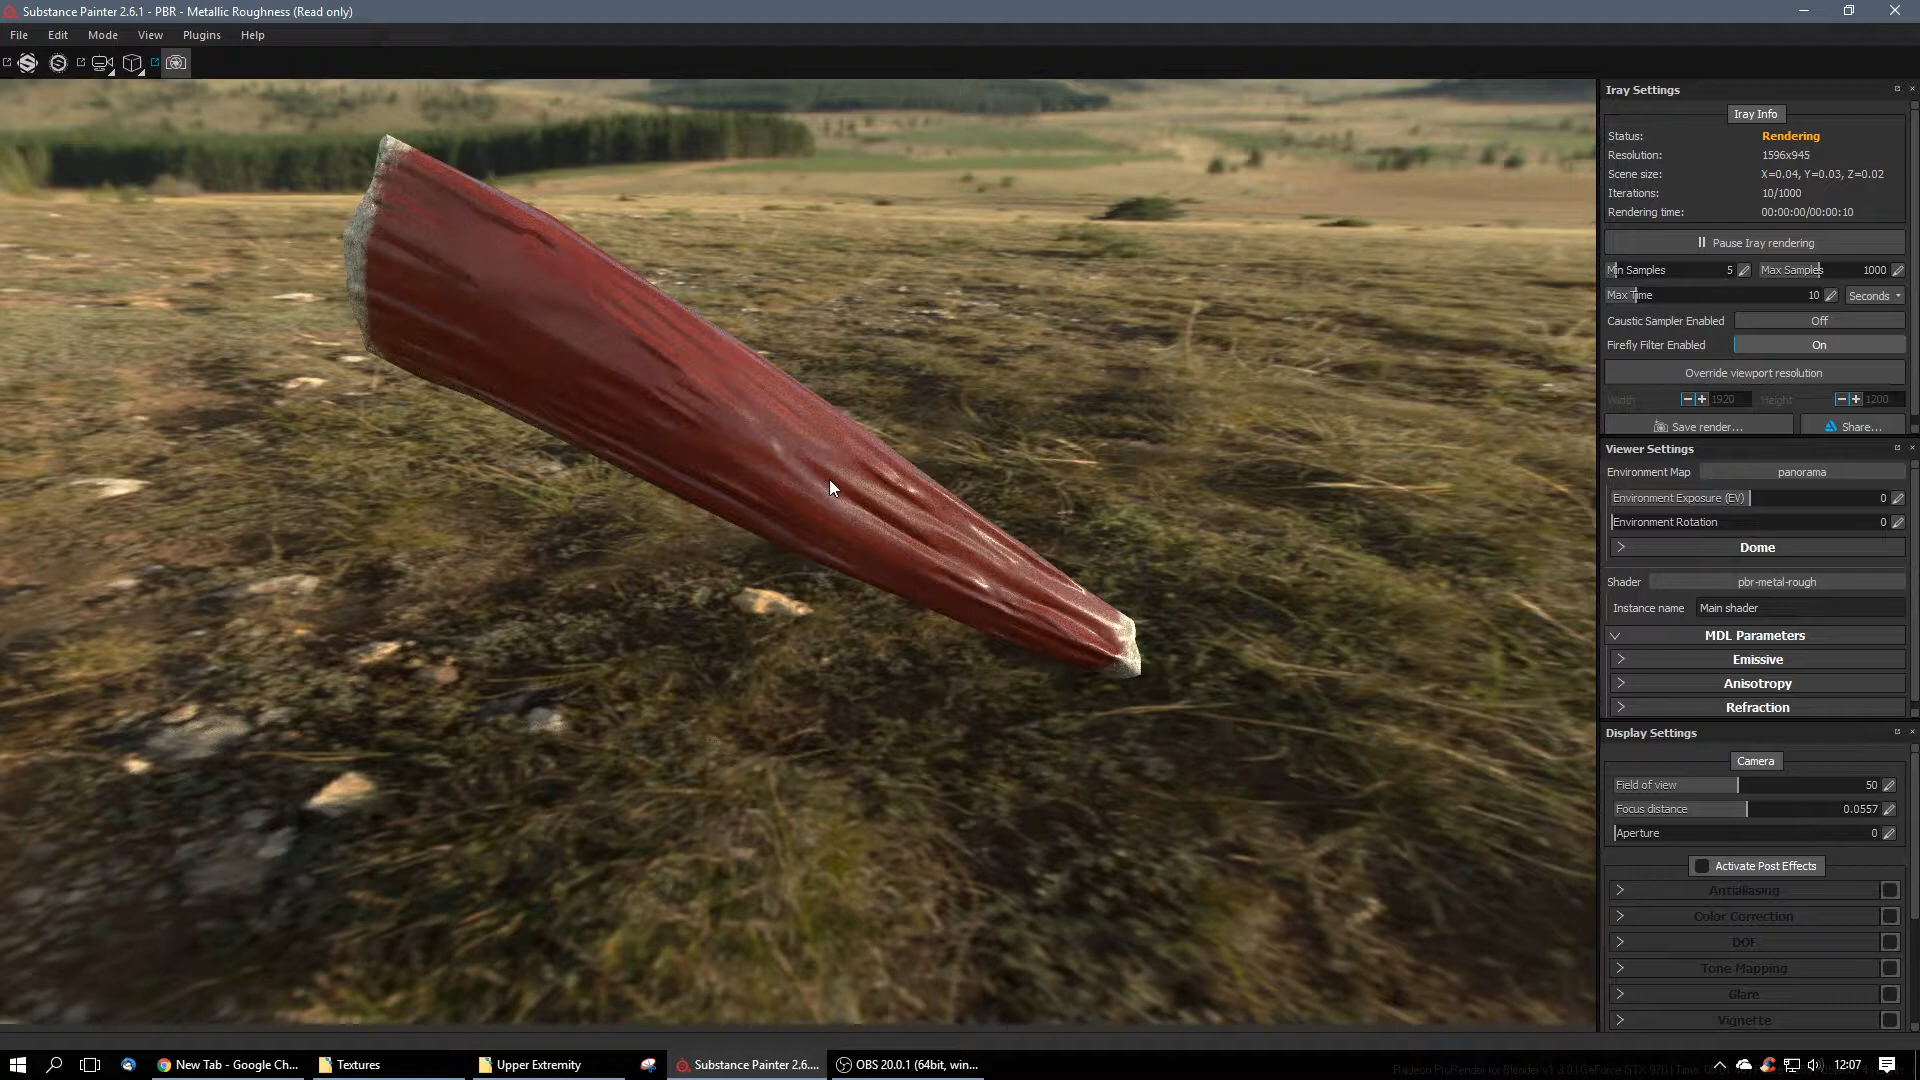 Substance Painter 2.6.1 - PBR - Metallic Roughness (Read only)
File Edit Mode View Plugins Help
Iray Settings
Iray Info
Status: Rendering
Resolution: 1596x945
Scene size: X=0.04, Y=0.03, Z=0.02
Iterations: 10/1000
Rendering time: 00:00:00/00:00:10
Pause Iray rendering
Min Samples 5 Max Samples 1000
Max Time 10 Seconds
Caustic Sampler Enabled Off
Firefly Filter Enabled On
Override viewport resolution
Width 1920 Height 1200
Save render... Share...
Viewer Settings
Environment Map panorama
Environment Exposure (EV) 0
Environment Rotation 0
Dome
Shader pbr-metal-rough
Instance name Main shader
MDL Parameters
Emissive
Anisotropy
Refraction
Display Settings
Camera
Field of view 50
Focus distance 0.0557
Aperture 0
Activate Post Effects
Antialiasing
Color Correction
DOF
Tone Mapping
Glare
Vignette
New Tab - Google Ch... Textures Upper Extremity Substance Painter 2.6.... OBS 20.0.1 (64bit, win... 12:07